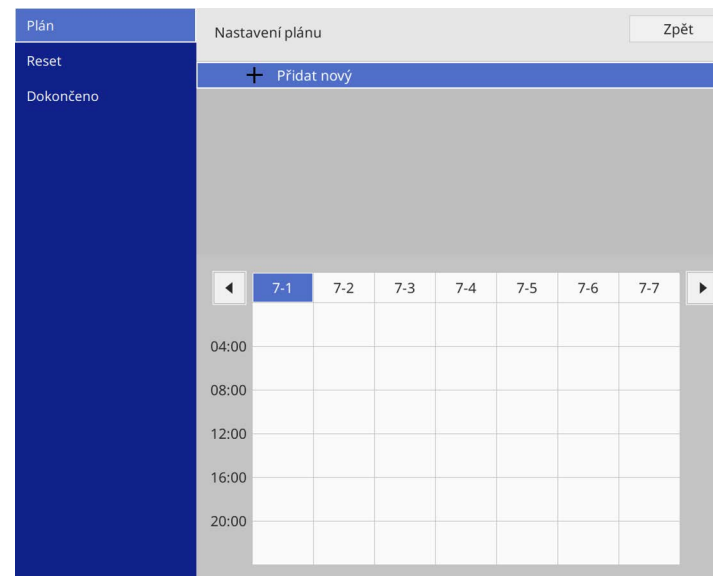 Plán
Reset
Dokončeno
Nastavení plánu
Zpět
Přidat nový
7-1 7-2 7-3 7-4 7-5 7-6 7-7
04:00
08:00
12:00
16:00
20:00